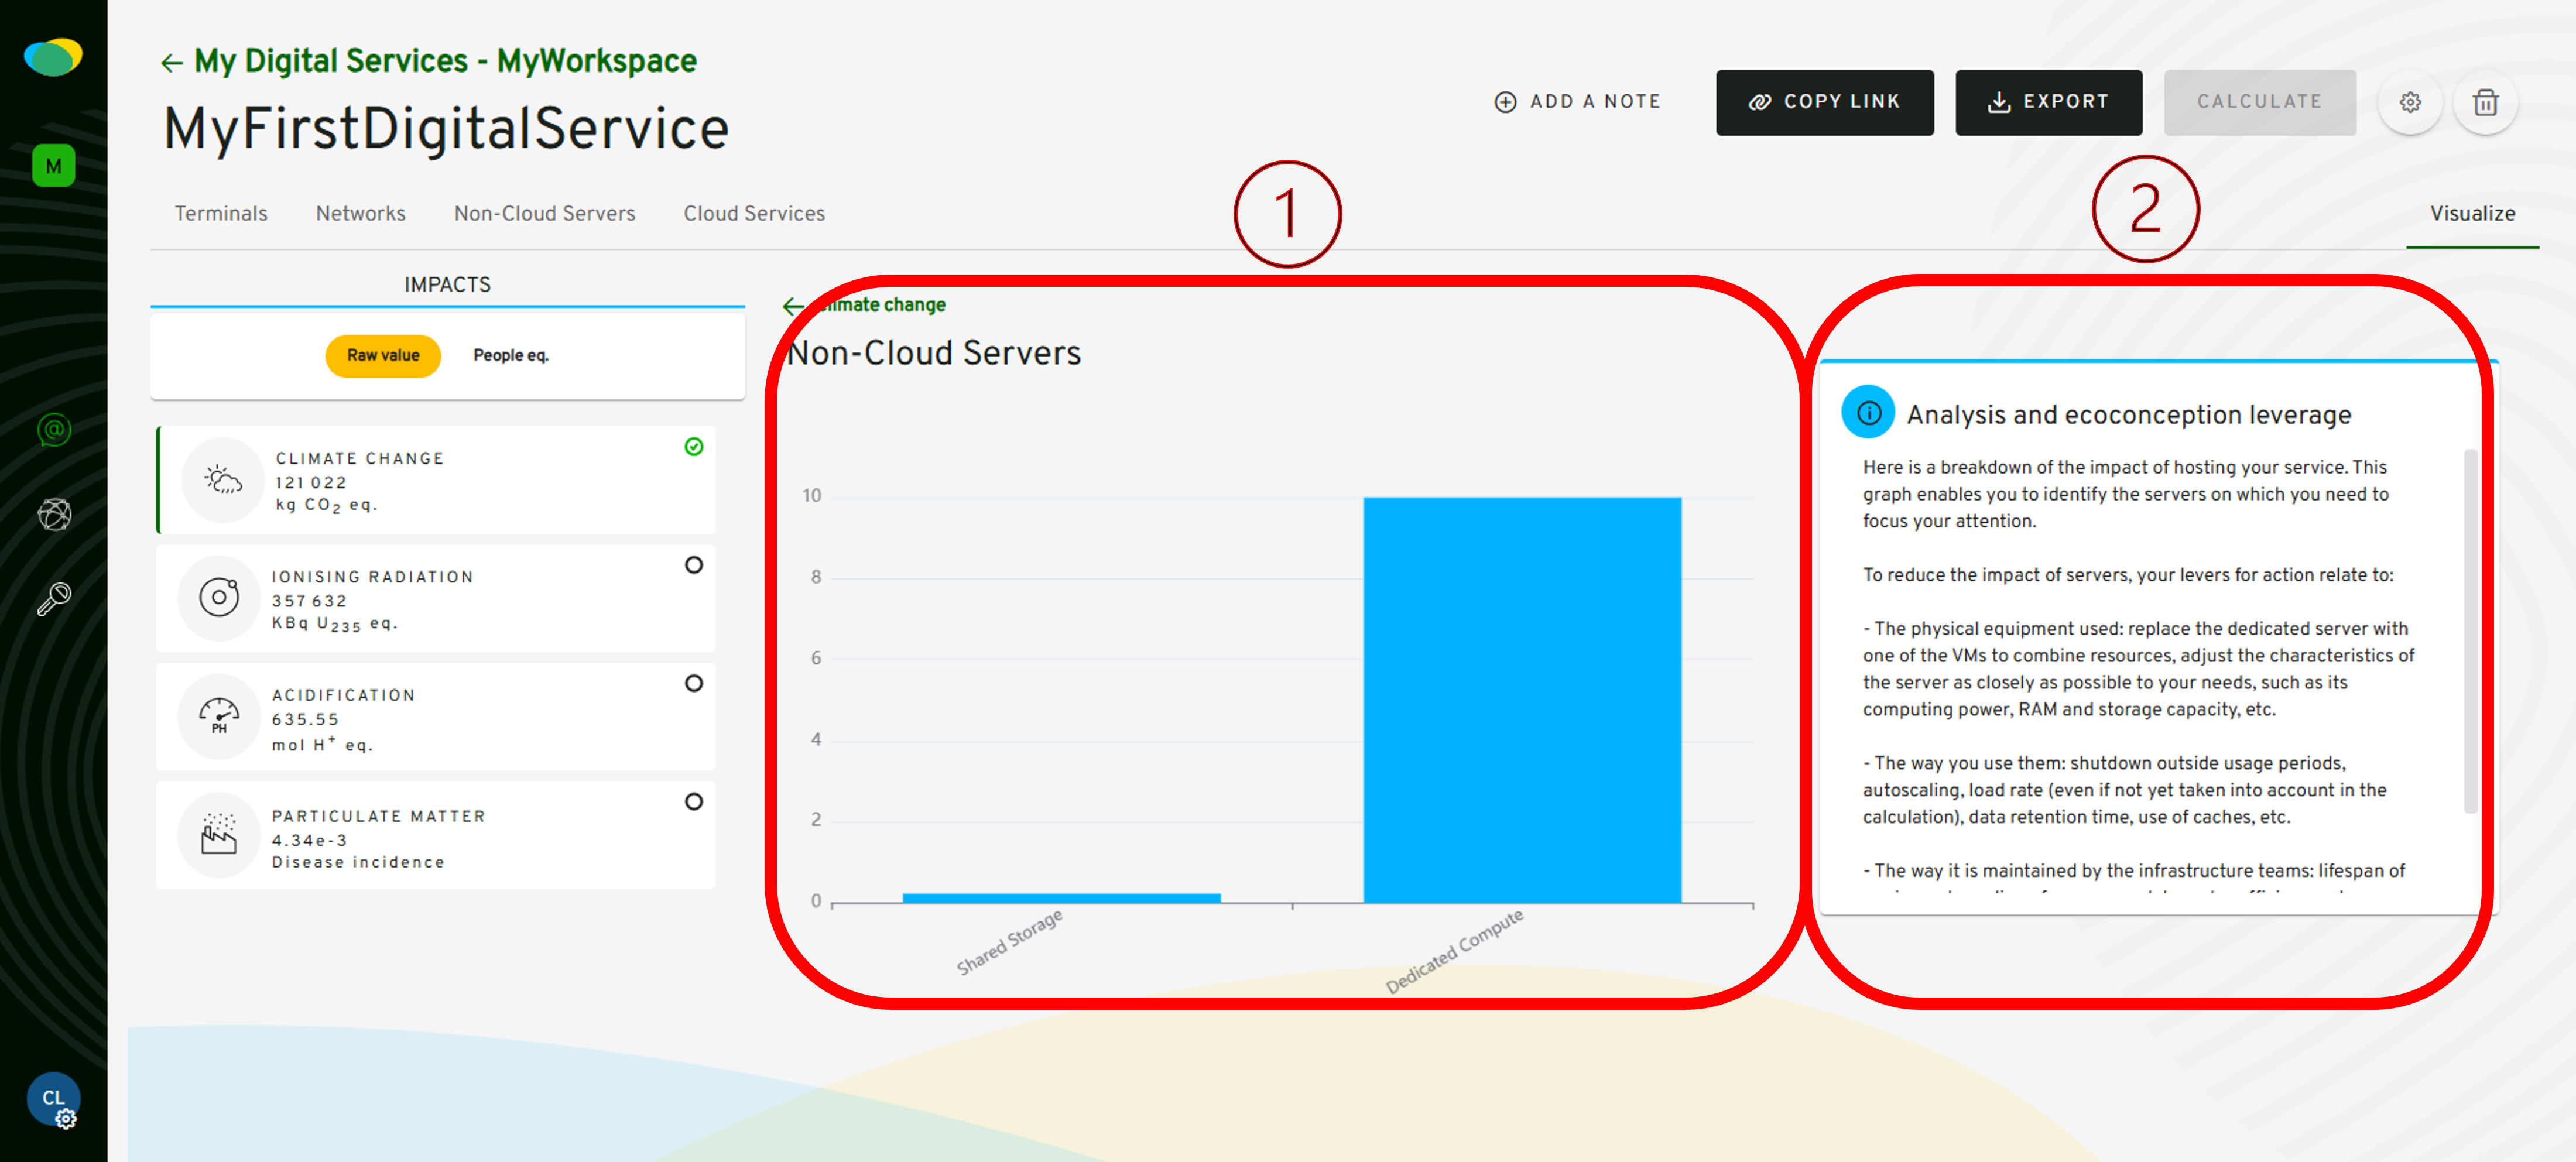 ← My Digital Services - MyWorkspace
MyFirstDigitalService
ADD A NOTE
COPY LINK
EXPORT
CALCULATE
M
Terminals
Networks
Non-Cloud Servers
Cloud Services
Visualize
1
2
IMPACTS
Raw value
People eq.
CLIMATE CHANGE
121 022
kg CO2 eq.
IONISING RADIATION
357 632
KBq U235 eq.
PH
ACIDIFICATION
635.55
mol H+ eq.
PARTICULATE MATTER
4.34e-3
Disease incidence
← limate change
Non-Cloud Servers
10
8
6
4
2
0
Shared Storage
Dedicated Compute
Analysis and ecoconception leverage
Here is a breakdown of the impact of hosting your service. This
graph enables you to identify the servers on which you need to
focus your attention.
To reduce the impact of servers, your levers for action relate to:
- The physical equipment used: replace the dedicated server with
one of the VMs to combine resources, adjust the characteristics of
the server as closely as possible to your needs, such as its
computing power, RAM and storage capacity, etc.
- The way you use them: shutdown outside usage periods,
autoscaling, load rate (even if not yet taken into account in the
calculation), data retention time, use of caches, etc.
- The way it is maintained by the infrastructure teams: lifespan of
CL